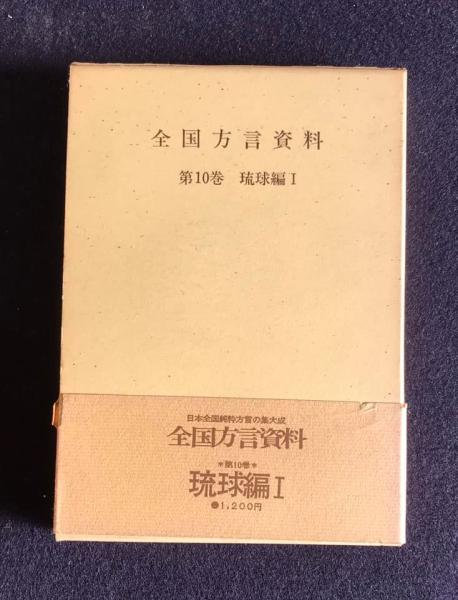 全国方言資料
第10巻 琉球編Ⅰ
日本全国純粋方言の集大成
全国方言資料
*第10巻*
琉球編Ⅰ
●1,200円